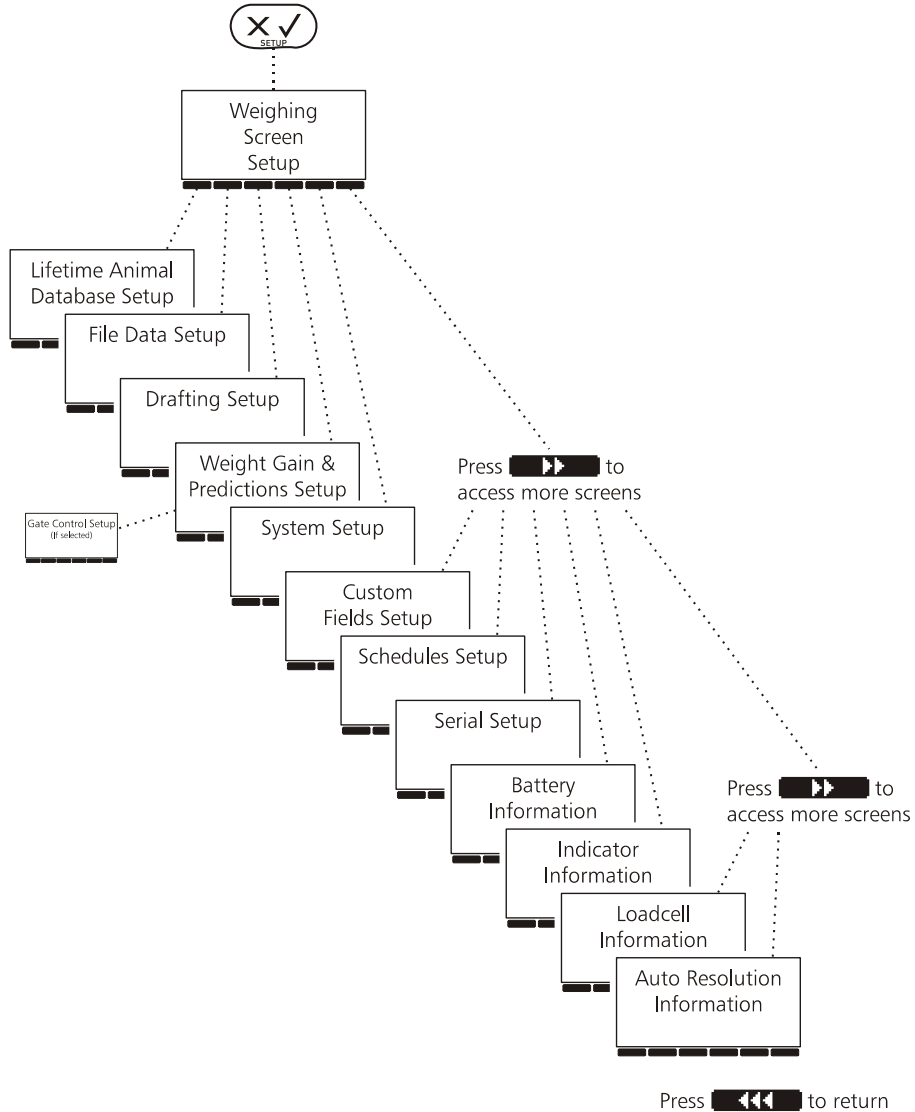 SETUP
Weighing
Screen
Setup
Lifetime Animal
Database Setup
File Data Setup
Drafting Setup
Weight Gain &
Predictions Setup
Gate Control Setup
(If selected)
System Setup
Press to
access more screens
Custom
Fields Setup
Schedules Setup
Serial Setup
Battery
Information
Press to
access more screens
Indicator
Information
Loadcell
Information
Auto Resolution
Information
Press to return